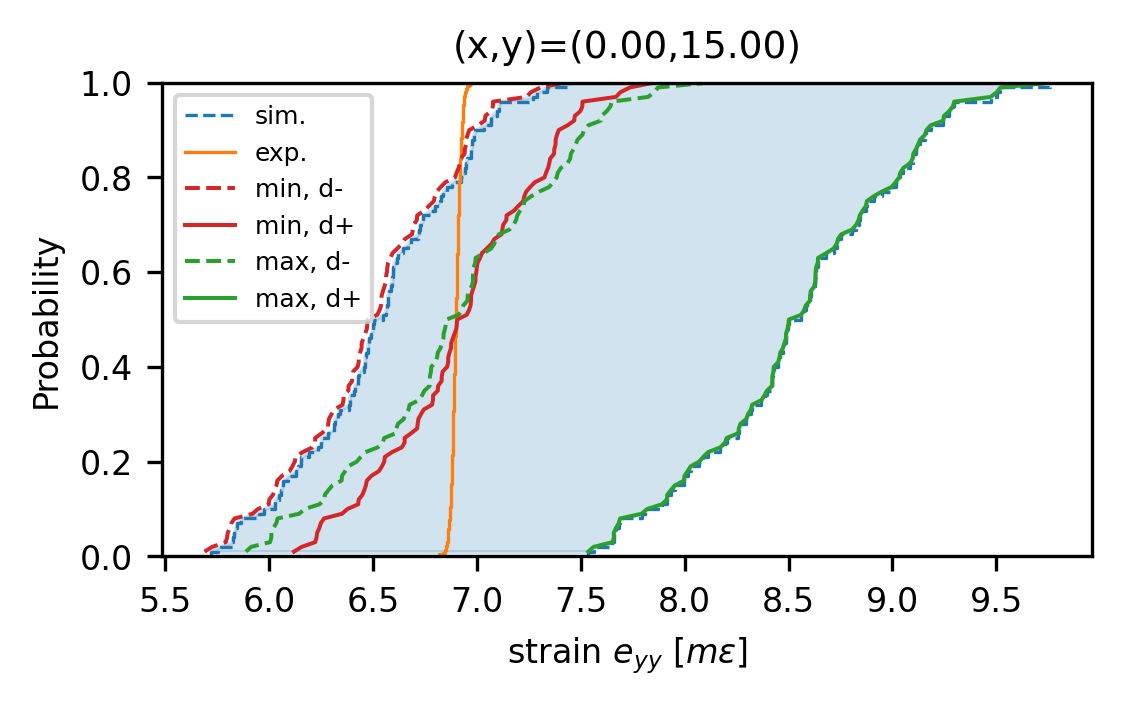 (x,y)=(0.00,15.00)
1.0
0.8
0.6
0.4
0.2
0.0
Probability
sim.
exp.
min, d-
min, d+
max, d-
max, d+
5.5 6.0 6.5 7.0 7.5 8.0 8.5 9.0 9.5
strain $e_{yy}$ [mε]